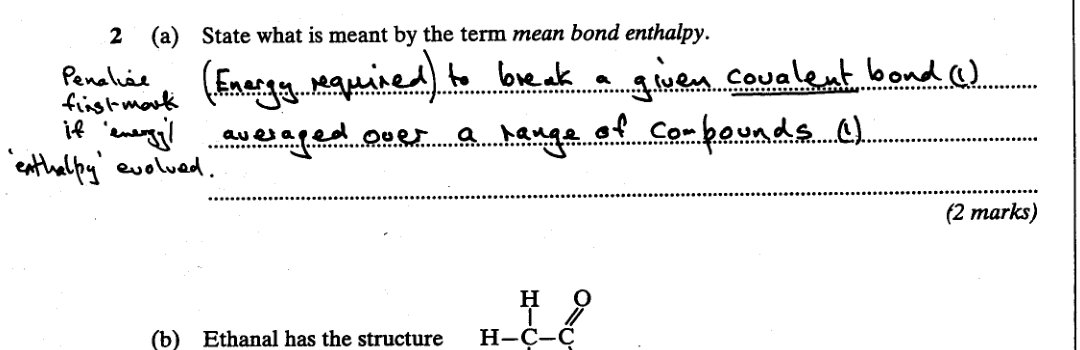 2 (a) State what is meant by the term mean bond enthalpy.
Penalise
first mark
if 'energy'/
'enthalpy' evolved.
(Energy required) to break a given covalent bond (1)
averaged over a range of compounds (1)
(2 marks)
H O
(b) Ethanal has the structure H–C–C